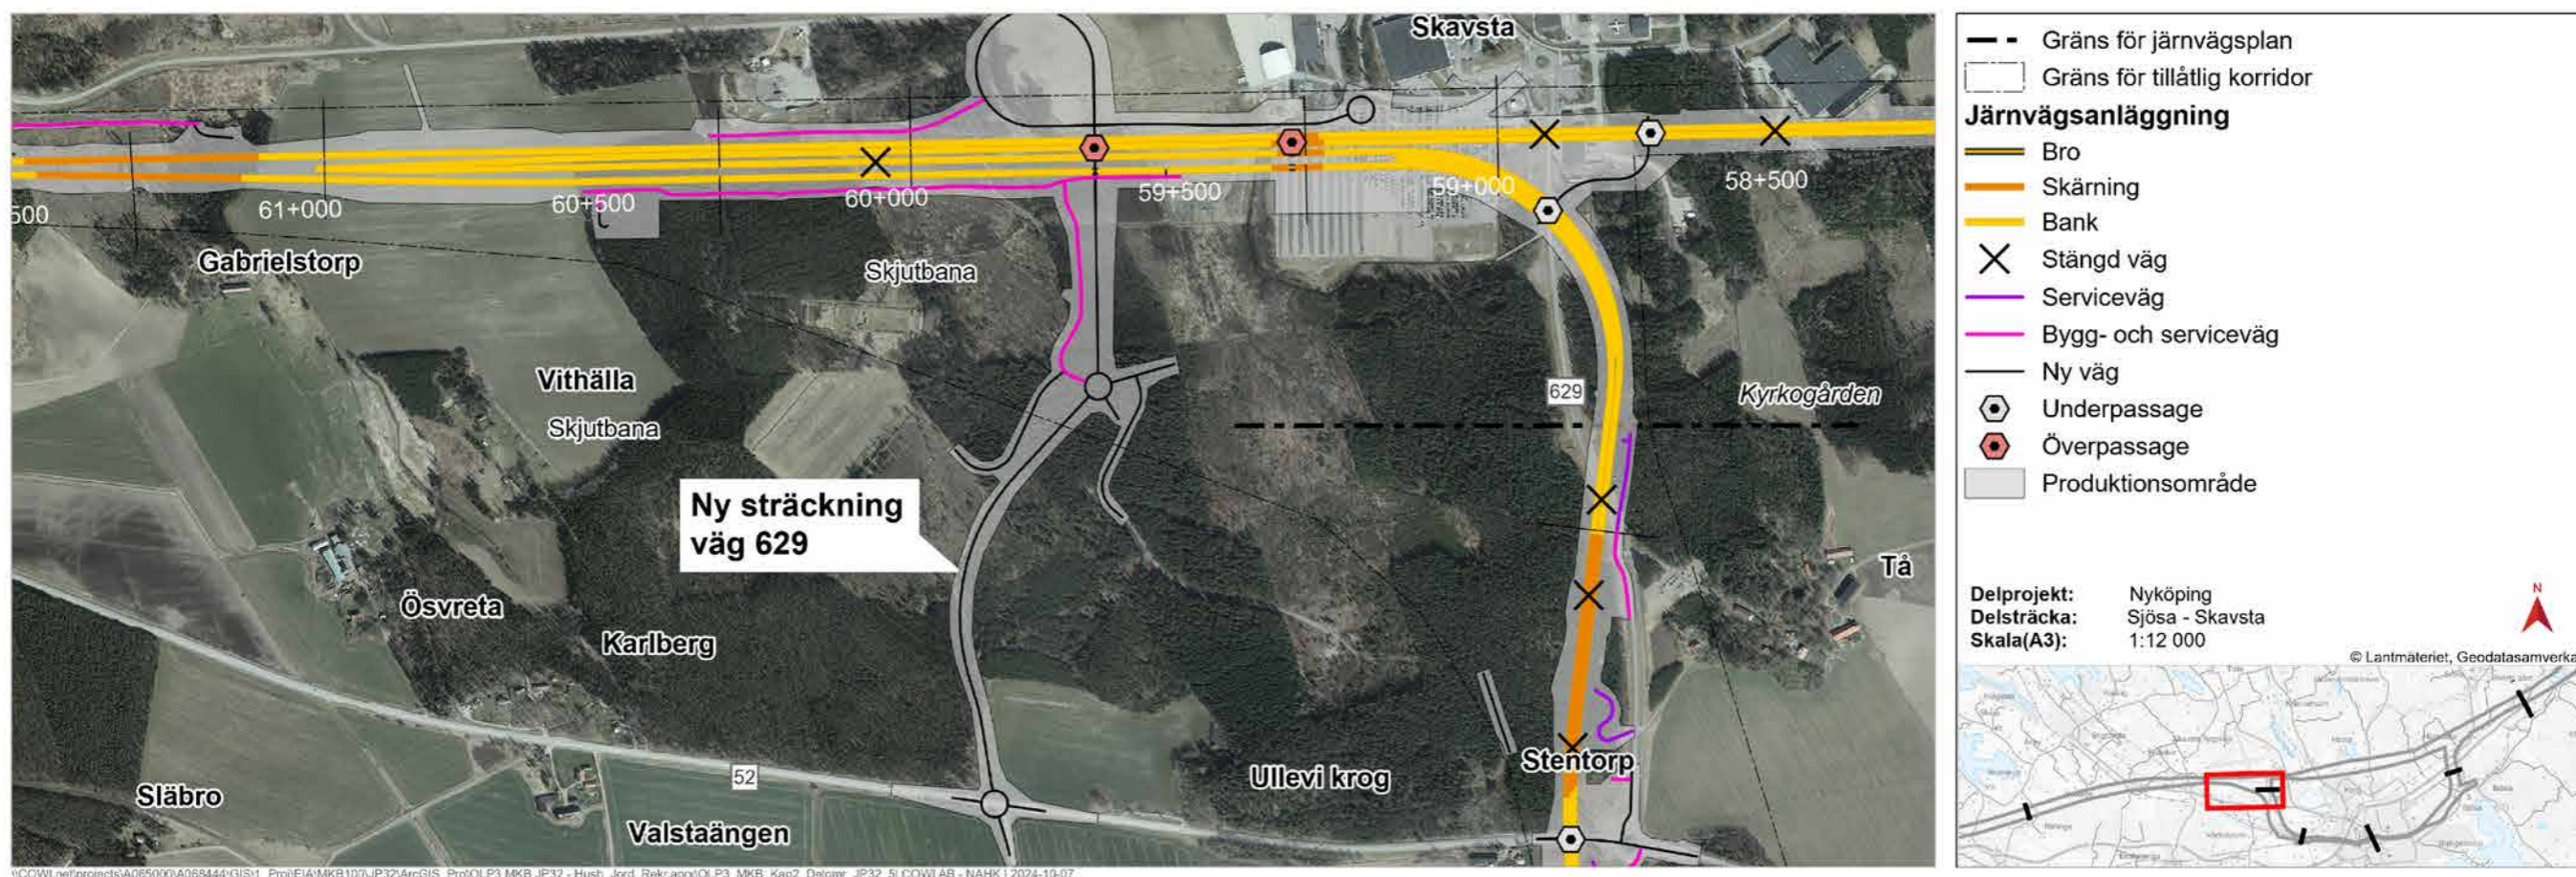 Skavsta
500
61+000
60+500
60+000
59+500
59+000
58+500
Gabrielstorp
Skjutbana
Vithälla
Skjutbana
629
Kyrkogården
Ny sträckning
väg 629
Tå
Ösvreta
Karlberg
Stentorp
52
Ullevi krog
Släbro
Valstaängen
Gräns för järnvägsplan
Gräns för tillåtlig korridor
Järnvägsanläggning
Bro
Skärning
Bank
Stängd väg
Serviceväg
Bygg- och serviceväg
Ny väg
Underpassage
Överpassage
Produktionsområde
Delprojekt: Nyköping
Delsträcka: Sjösa - Skavsta
Skala(A3): 1:12 000
N
© Lantmäteriet, Geodatasamverka